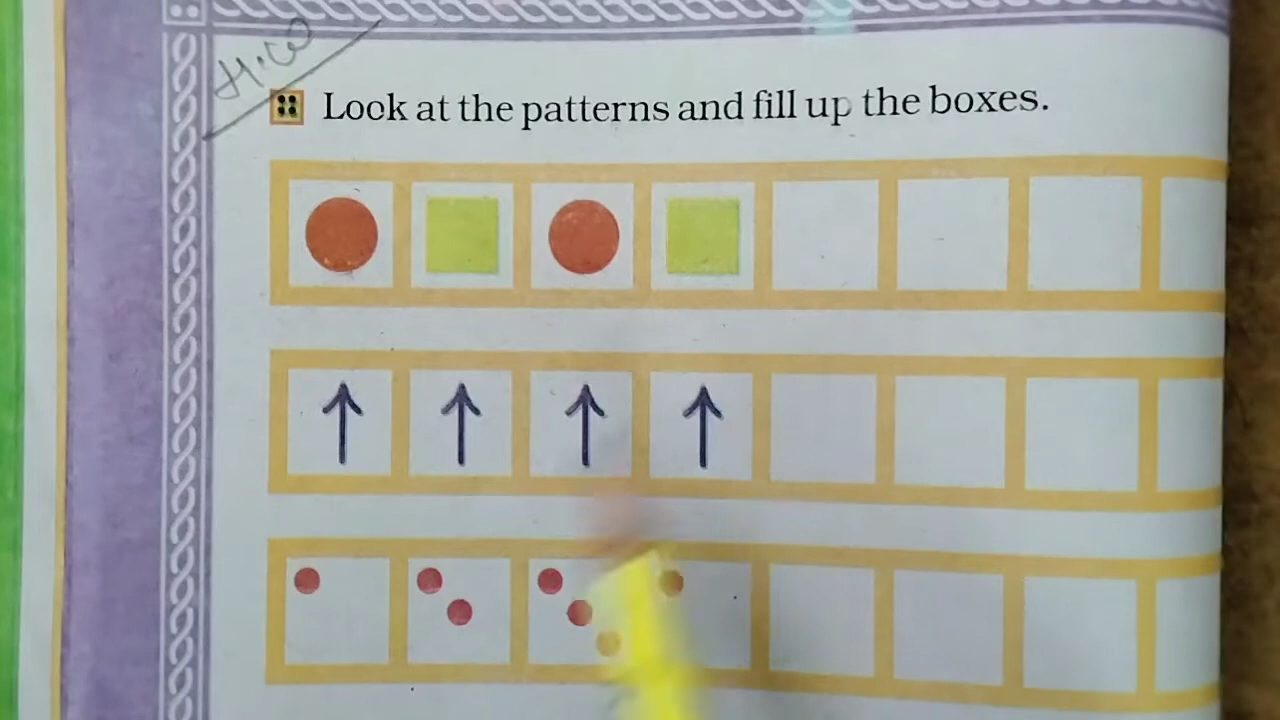 H.W
Look at the patterns and fill up the boxes.